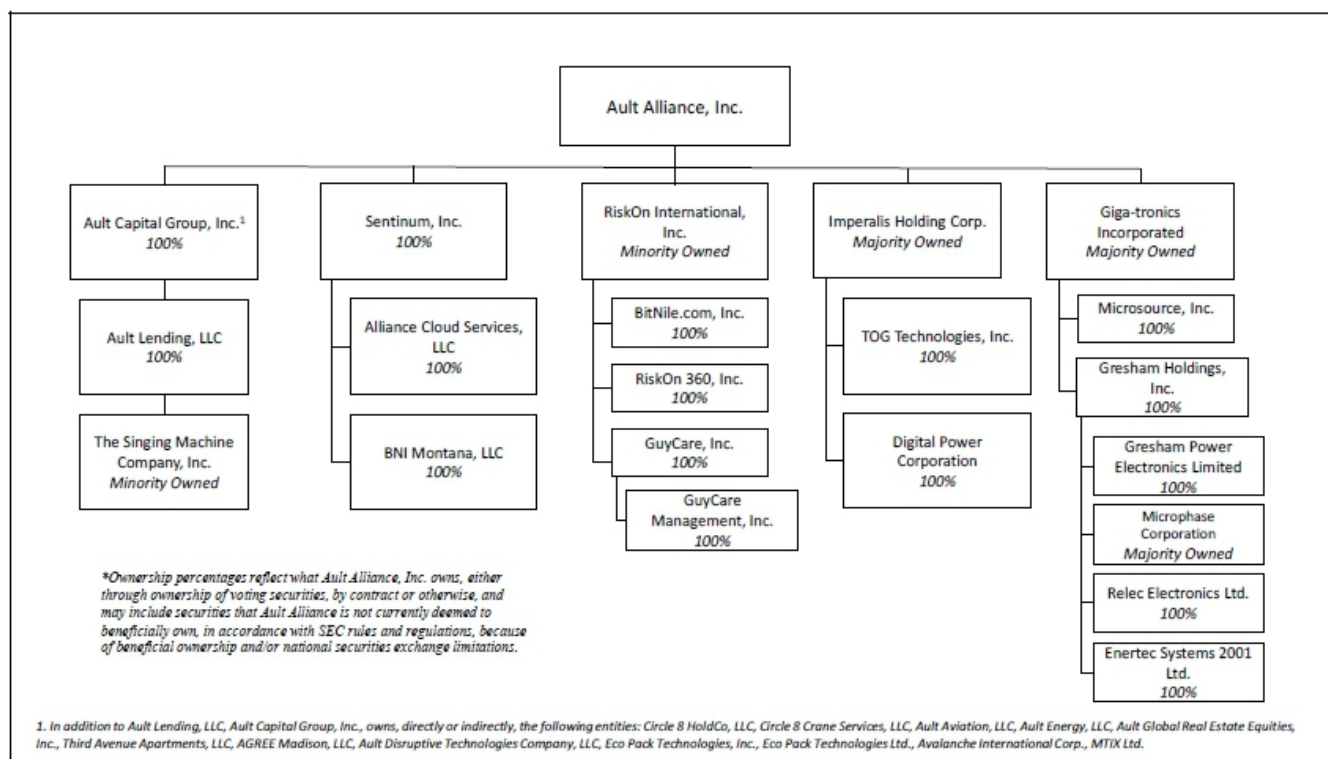 Ault Alliance, Inc.
Ault Capital Group, Inc.¹
100%
Sentinum, Inc.
100%
RiskOn International,
Inc.
Minority Owned
Imperalis Holding Corp.
Majority Owned
Giga-tronics
Incorporated
Majority Owned
Ault Lending, LLC
100%
The Singing Machine
Company, Inc.
Minority Owned
Alliance Cloud Services,
LLC
100%
BNI Montana, LLC
100%
BitNile.com, Inc.
100%
RiskOn 360, Inc.
100%
GuyCare, Inc.
100%
GuyCare
Management, Inc.
100%
TOG Technologies, Inc.
100%
Digital Power
Corporation
100%
Microsource, Inc.
100%
Gresham Holdings,
Inc.
100%
Gresham Power
Electronics Limited
100%
Microphase
Corporation
Majority Owned
Relec Electronics Ltd.
100%
Enertec Systems 2001
Ltd.
100%
*Ownership percentages reflect what Ault Alliance, Inc. owns, either
through ownership of voting securities, by contract or otherwise, and
may include securities that Ault Alliance is not currently deemed to
beneficially own, in accordance with SEC rules and regulations, because
of beneficial ownership and/or national securities exchange limitations.
1. In addition to Ault Lending, LLC, Ault Capital Group, Inc., owns, directly or indirectly, the following entities: Circle 8 HoldCo, LLC, Circle 8 Crane Services, LLC, Ault Aviation, LLC, Ault Energy, LLC, Ault Global Real Estate Equities,
Inc., Third Avenue Apartments, LLC, AGREE Madison, LLC, Ault Disruptive Technologies Company, LLC, Eco Pack Technologies, Inc., Eco Pack Technologies Ltd., Avalanche International Corp., MTIX Ltd.